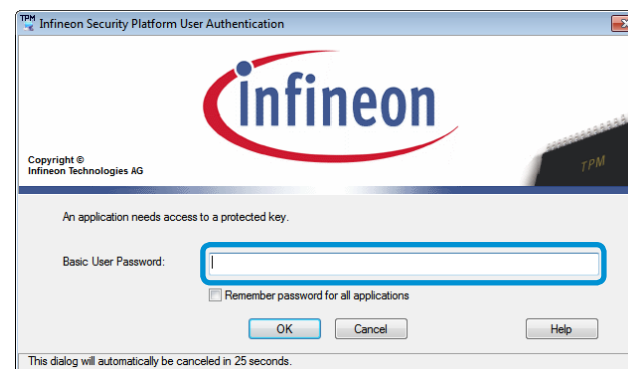 TPM Infineon Security Platform User Authentication
infineon
Copyright ©
Infineon Technologies AG
TPM
An application needs access to a protected key.
Basic User Password:
Remember password for all applications
OK Cancel Help
This dialog will automatically be canceled in 25 seconds.